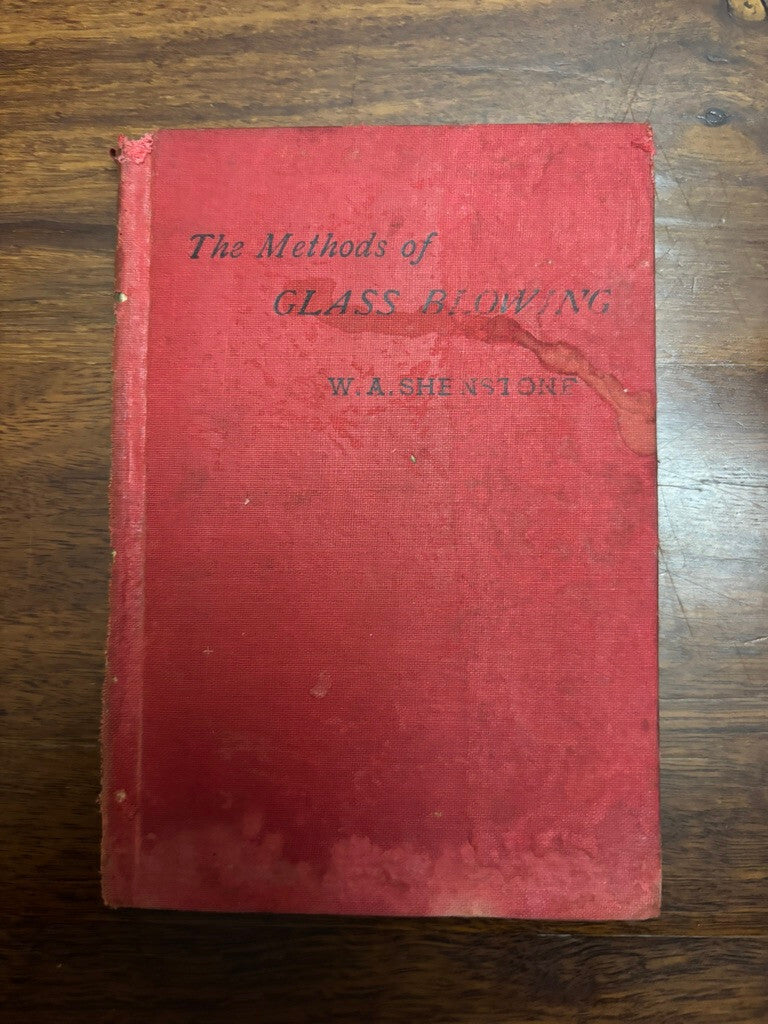 The Methods of
GLASS BLOWING
W. A. SHENSTONE